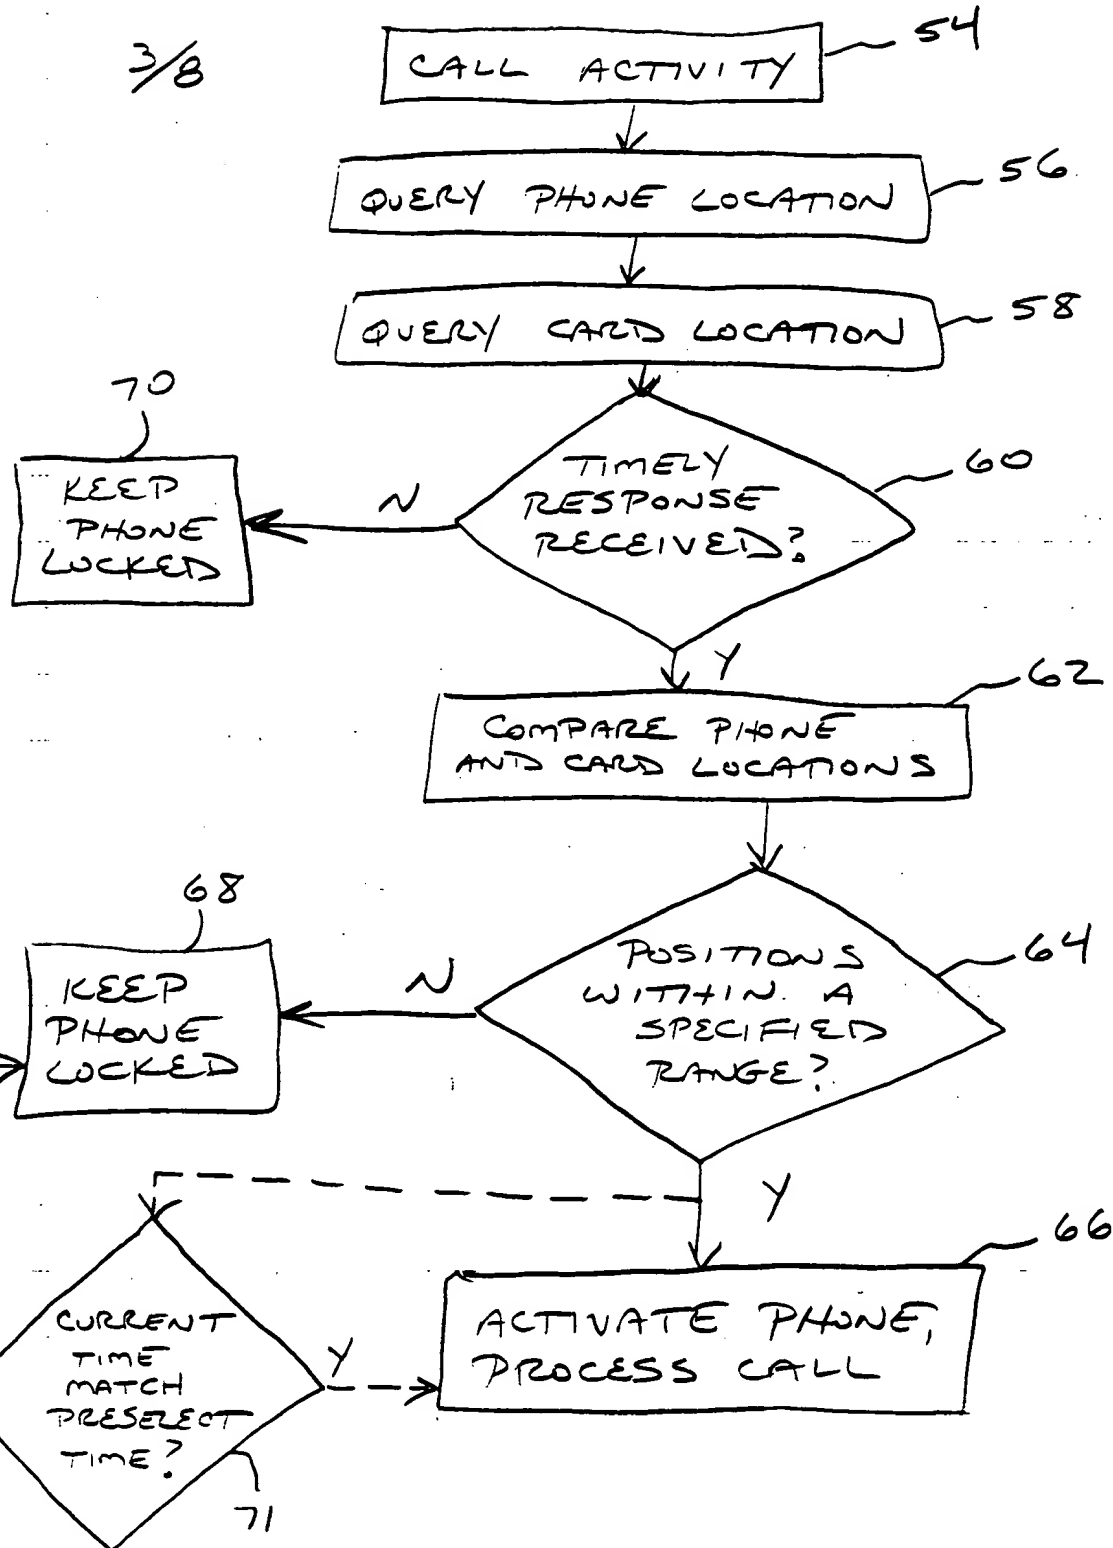 3/8
CALL ACTIVITY
54
QUERY PHONE LOCATION
56
QUERY CARD LOCATION
58
70
KEEP
PHONE
LOCKED
N
TIMELY
RESPONSE
RECEIVED?
60
Y
62
COMPARE PHONE
AND CARD LOCATIONS
68
KEEP
PHONE
LOCKED
N
POSITIONS
WITHIN A
SPECIFIED
RANGE?
64
Y
66
CURRENT
TIME
MATCH
PRESELECT
TIME?
Y
71
ACTIVATE PHONE,
PROCESS CALL